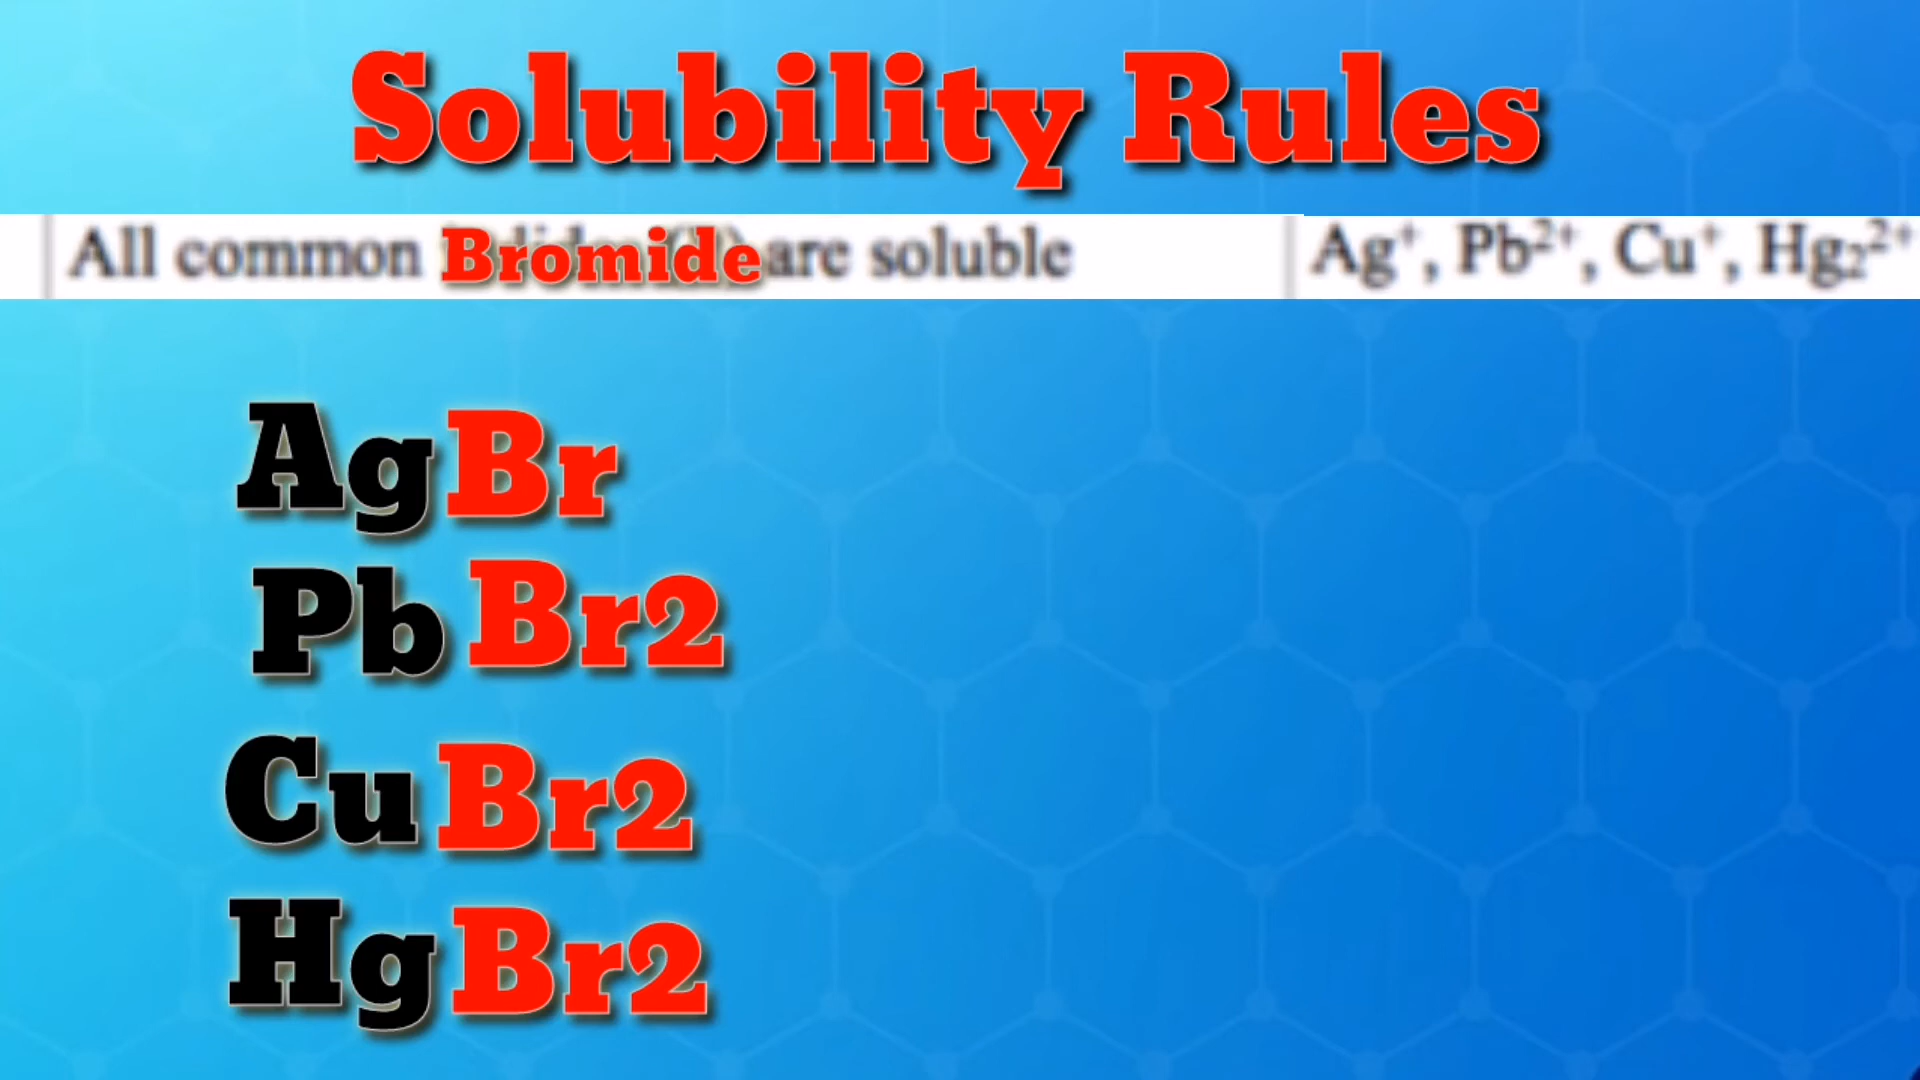 Solubility Rules
All common Bromide are soluble Ag⁺, Pb²⁺, Cu⁺, Hg₂²⁺
AgBr
PbBr2
CuBr2
HgBr2